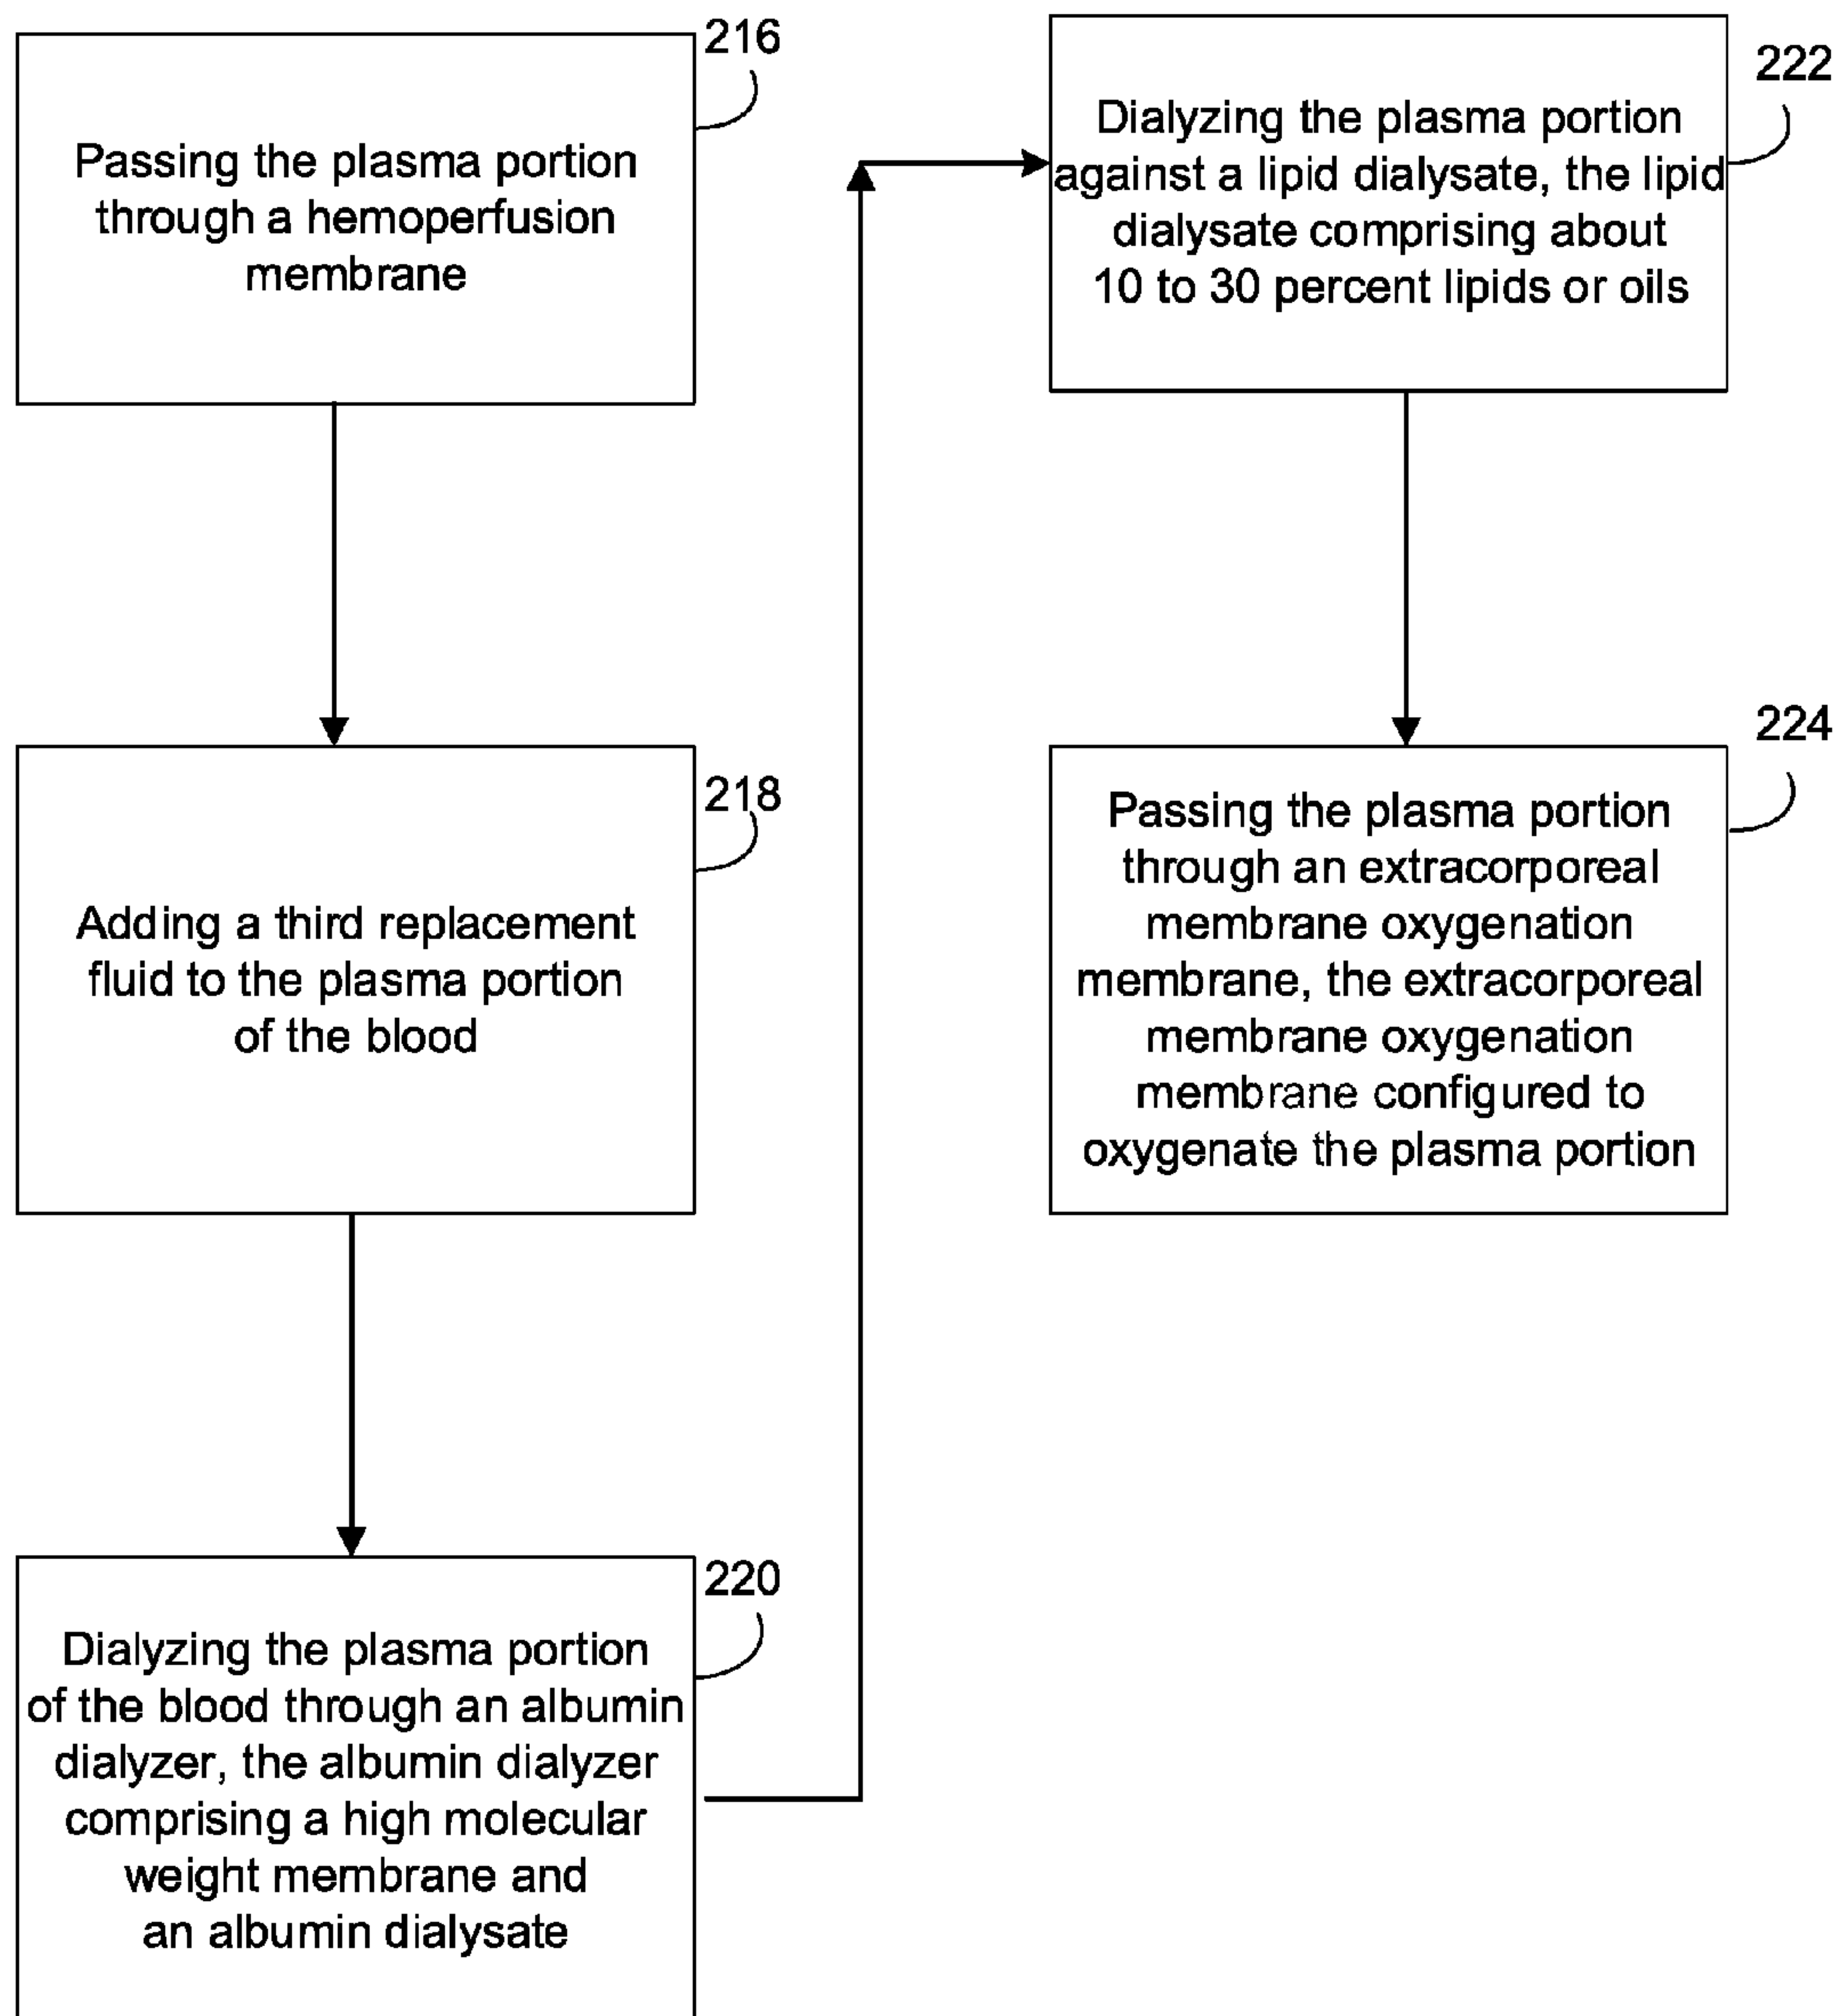 216
Passing the plasma portion
through a hemoperfusion
membrane
218
Adding a third replacement
fluid to the plasma portion
of the blood
220
Dialyzing the plasma portion
of the blood through an albumin
dialyzer, the albumin dialyzer
comprising a high molecular
weight membrane and
an albumin dialysate
222
Dialyzing the plasma portion
against a lipid dialysate, the lipid
dialysate comprising about
10 to 30 percent lipids or oils
224
Passing the plasma portion
through an extracorporeal
membrane oxygenation
membrane, the extracorporeal
membrane oxygenation
membrane configured to
oxygenate the plasma portion